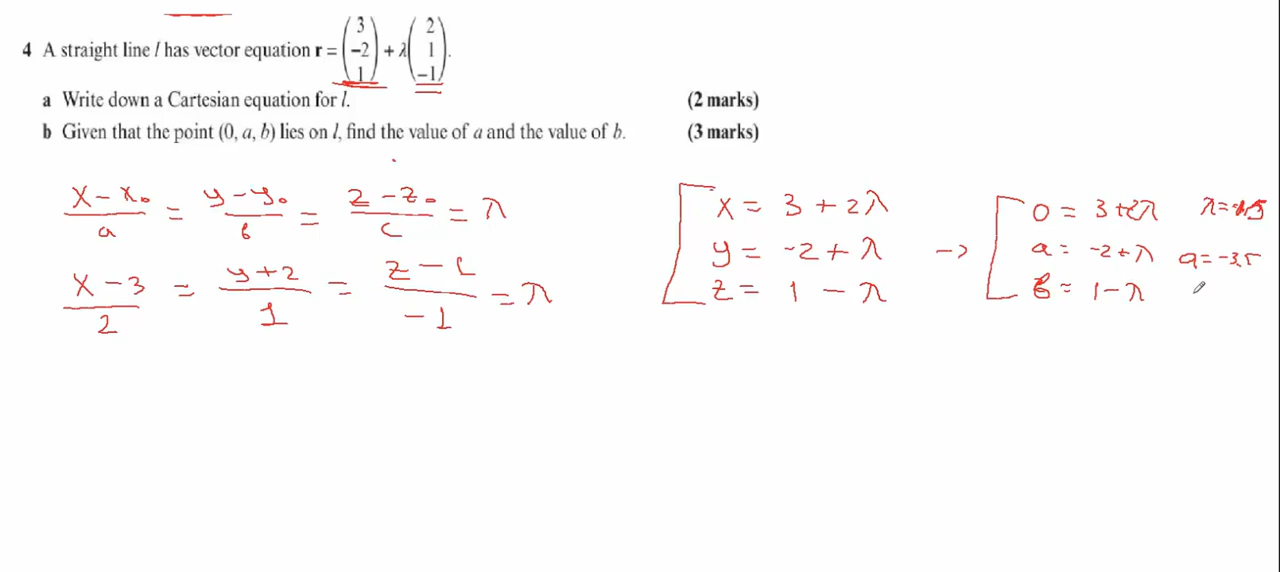 4 A straight line l has vector equation r = (3 -2 1) + λ(2 1 -1).
a Write down a Cartesian equation for l. (2 marks)
b Given that the point (0, a, b) lies on l, find the value of a and the value of b. (3 marks)
(x - x₀)/a = (y - y₀)/b = (z - z₀)/c = λ
(x - 3)/2 = (y + 2)/1 = (z - 1)/-1 = λ
x = 3 + 2λ
y = -2 + λ
z = 1 - λ
→
0 = 3 + 2λ
a = -2 + λ a = -3,5
b = 1 - λ